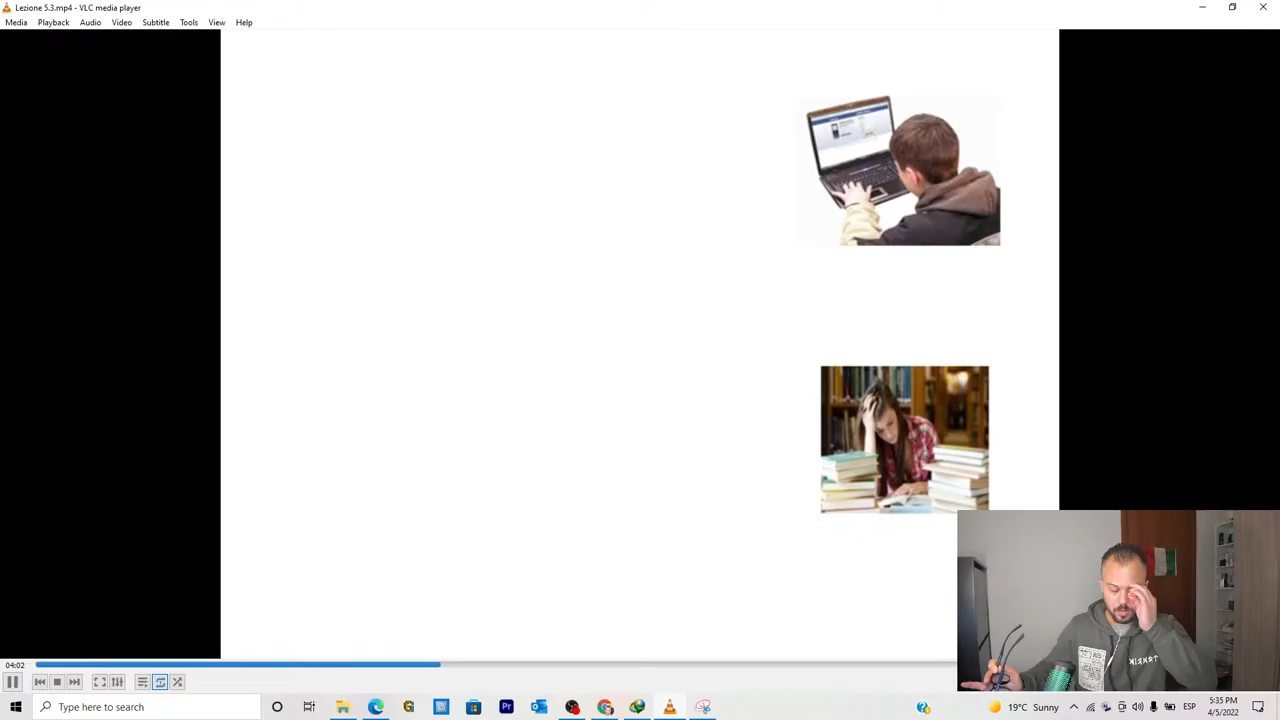 Lezione 5.3.mp4 - VLC media player
Media Playback Audio Video Subtitle Tools View Help
04:02
Type here to search
19°C Sunny
ESP
5:35 PM
4/5/2022